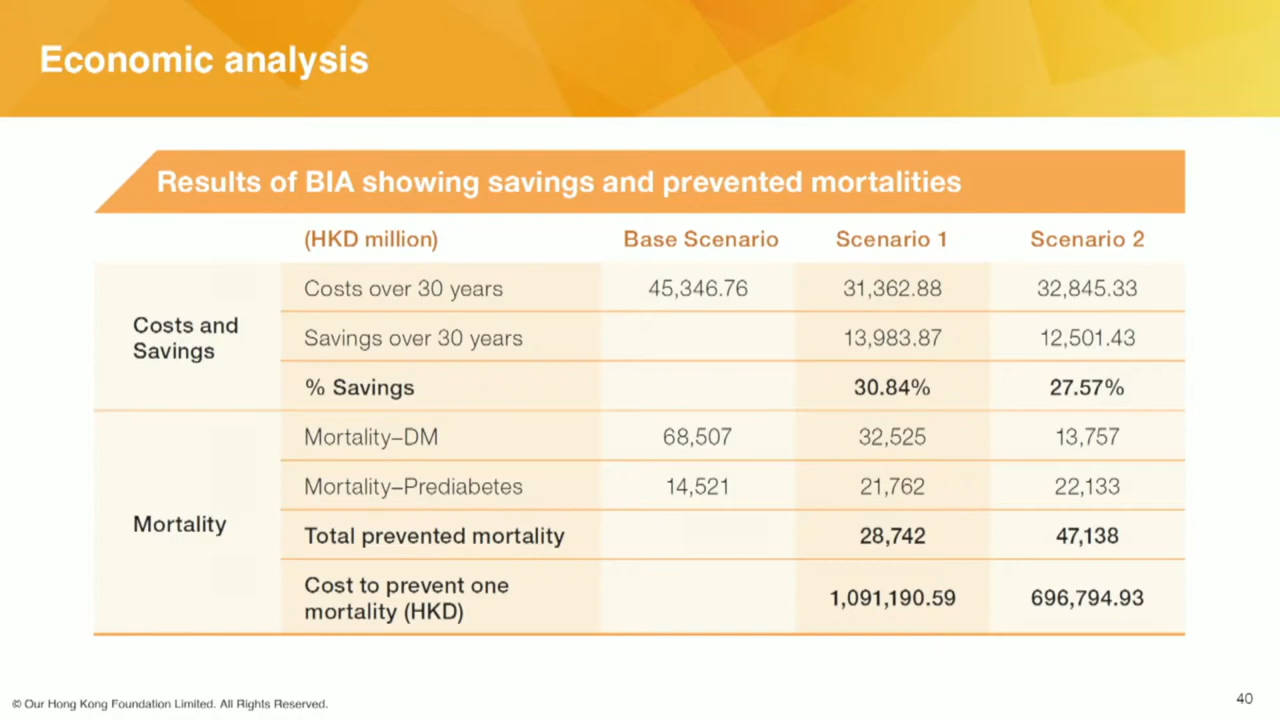 Economic analysis
Results of BIA showing savings and prevented mortalities
(HKD million) Base Scenario Scenario 1 Scenario 2
Costs and Savings
Costs over 30 years 45,346.76 31,362.88 32,845.33
Savings over 30 years 13,983.87 12,501.43
% Savings 30.84% 27.57%
Mortality
Mortality–DM 68,507 32,525 13,757
Mortality–Prediabetes 14,521 21,762 22,133
Total prevented mortality 28,742 47,138
Cost to prevent one
mortality (HKD) 1,091,190.59 696,794.93
© Our Hong Kong Foundation Limited. All Rights Reserved.
40